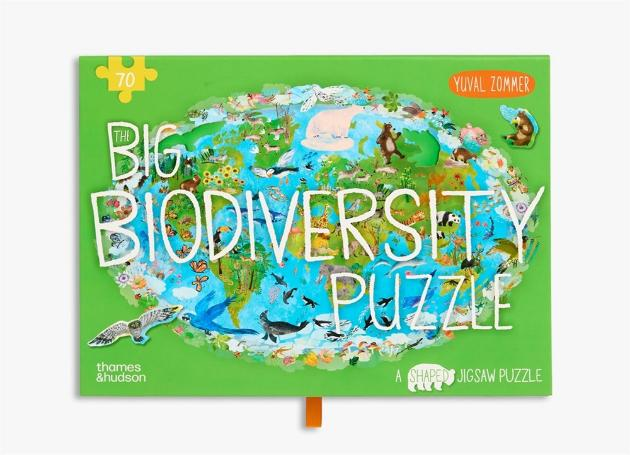 70
YUVAL ZOMMER
THE
BIG
BIODIVERSITY
PUZZLE
thames
&hudson
A SHAPED JIGSAW PUZZLE